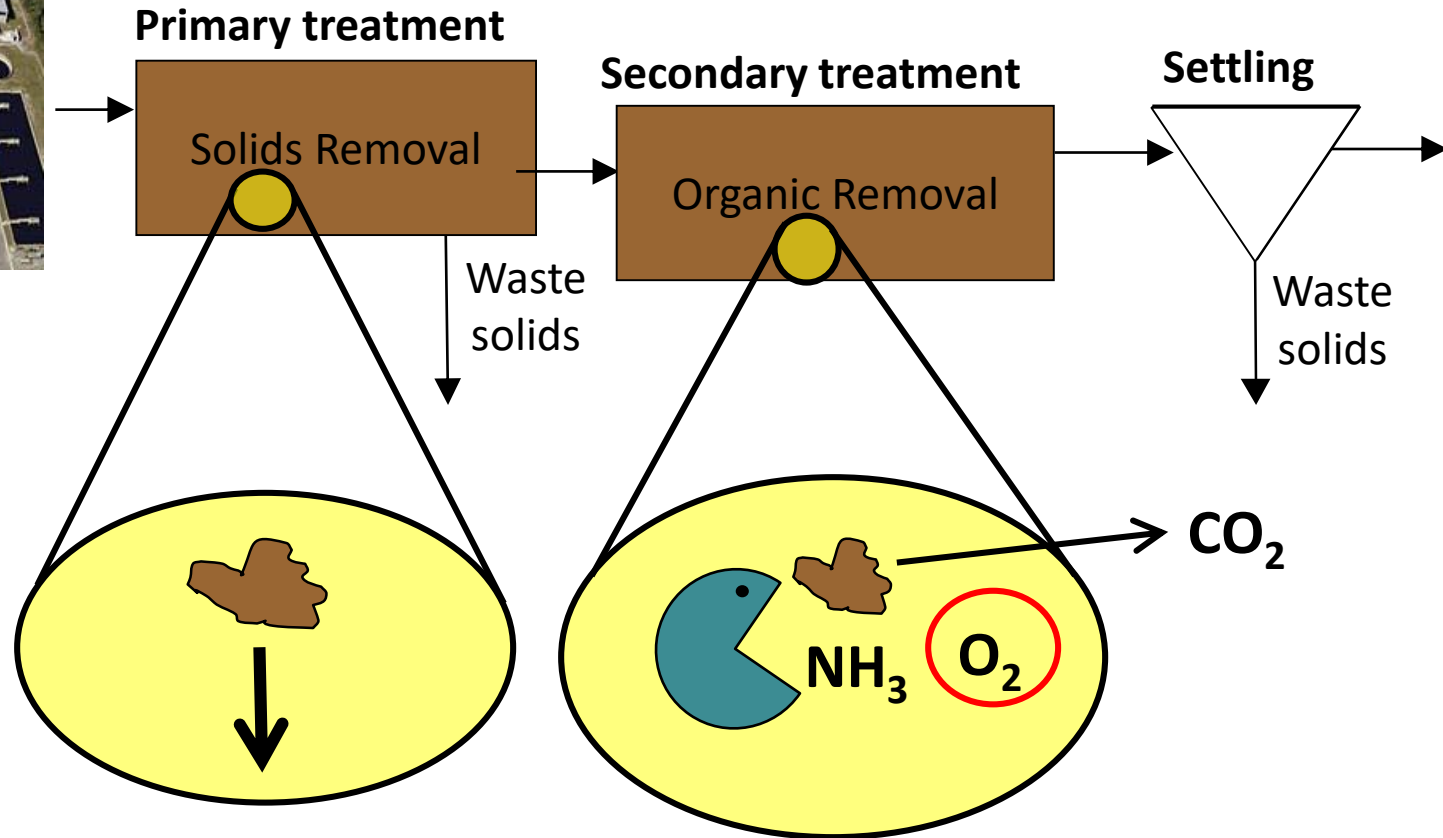 Primary treatment
Secondary treatment
Settling
Solids Removal
Organic Removal
Waste
solids
Waste
solids
CO₂
NH₃
O₂